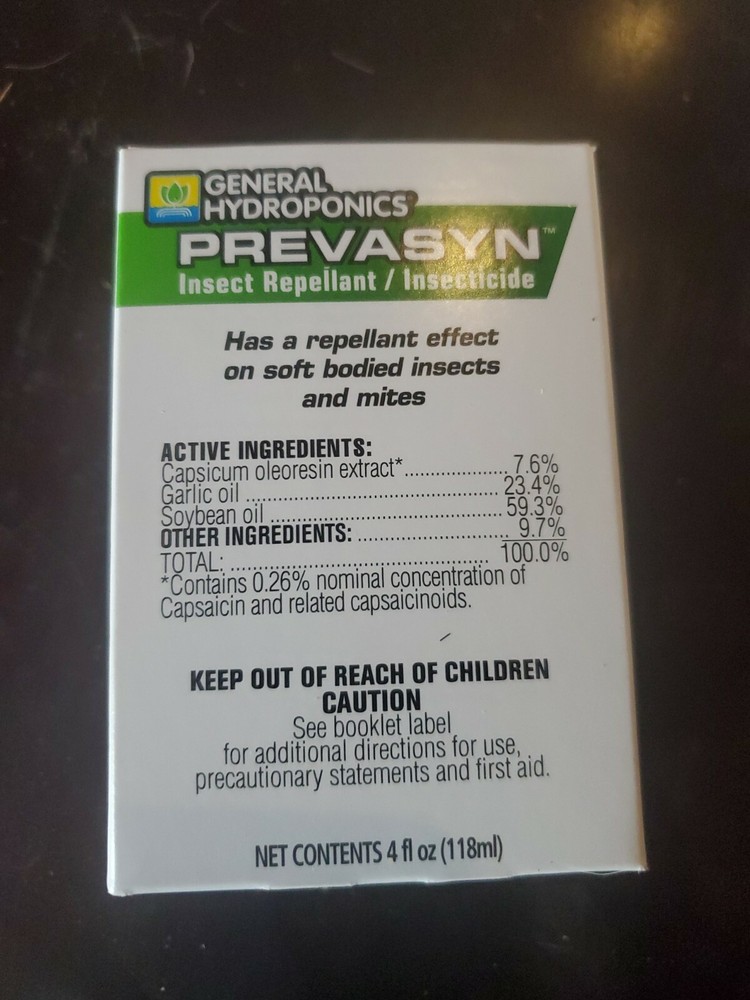 GENERAL
HYDROPONICS®
PREVASYN™
Insect Repellant / Insecticide
Has a repellant effect
on soft bodied insects
and mites
ACTIVE INGREDIENTS:
Capsicum oleoresin extract*.................... 7.6%
Garlic oil .................................................. 23.4%
Soybean oil .............................................. 59.3%
OTHER INGREDIENTS: .............................. 9.7%
TOTAL: .................................................... 100.0%
*Contains 0.26% nominal concentration of
Capsaicin and related capsaicinoids.
KEEP OUT OF REACH OF CHILDREN
CAUTION
See booklet label
for additional directions for use,
precautionary statements and first aid.
NET CONTENTS 4 fl oz (118ml)